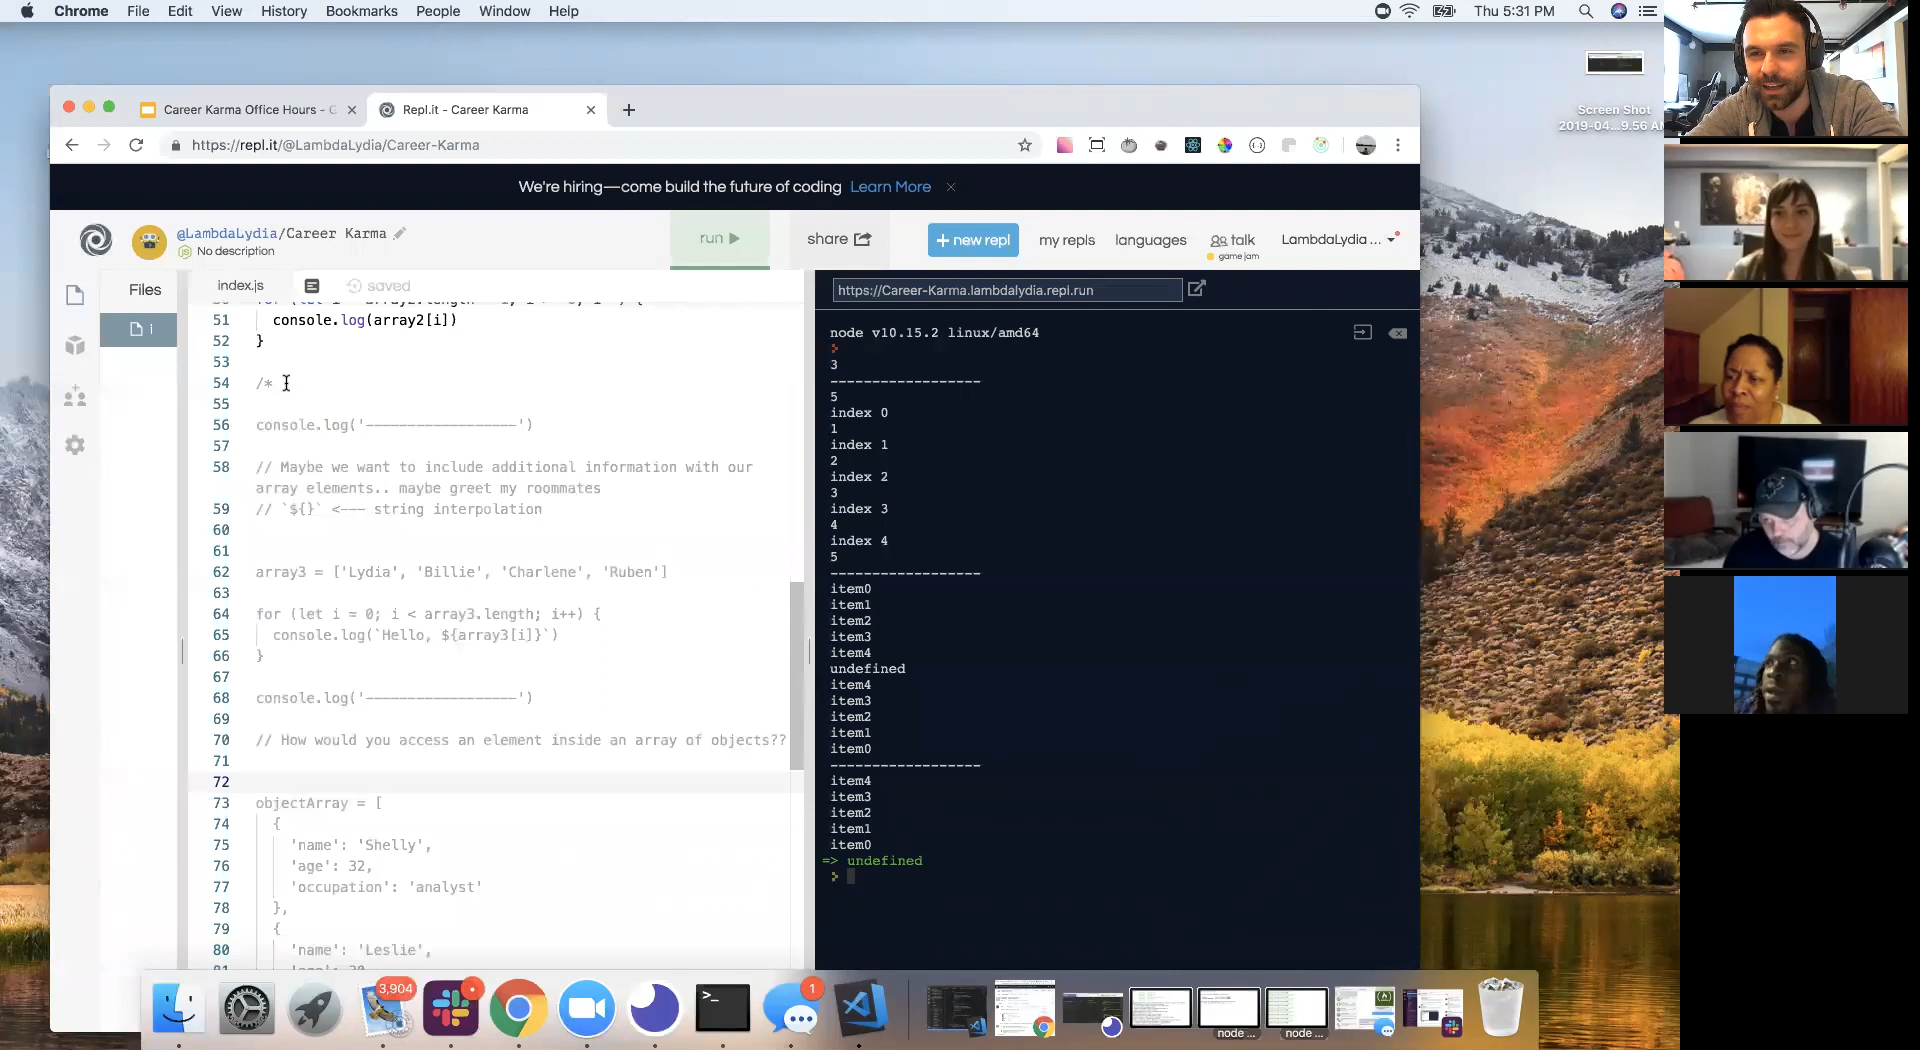 Chrome File Edit View History Bookmarks People Window Help
Thu 5:31 PM
Screen Shot
2019-04...9.56 AM
Career Karma Office Hours - G
Repl.it - Career Karma
https://repl.it/@LambdaLydia/Career-Karma
We're hiring—come build the future of coding Learn More
@LambdaLydia/Career Karma
No description
run
share
+ new repl
my repls
languages
talk
game jam
LambdaLydia ...
Files
index.js
saved
i
51 console.log(array2[i])
52 }
53
54 /*
55
56 console.log('------------------')
57
58 // Maybe we want to include additional information with our
array elements.. maybe greet my roommates
59 // `${}` <--- string interpolation
60
61
62 array3 = ['Lydia', 'Billie', 'Charlene', 'Ruben']
63
64 for (let i = 0; i < array3.length; i++) {
65 console.log(`Hello, ${array3[i]}`)
66 }
67
68 console.log('------------------')
69
70 // How would you access an element inside an array of objects??
71
72
73 objectArray = [
74 {
75 'name': 'Shelly',
76 'age': 32,
77 'occupation': 'analyst'
78 },
79 {
80 'name': 'Leslie',
https://Career-Karma.lambdalydia.repl.run
node v10.15.2 linux/amd64
3
------------------
5
index 0
1
index 1
2
index 2
3
index 3
4
index 4
5
------------------
item0
item1
item2
item3
item4
undefined
item4
item3
item2
item1
item0
------------------
item4
item3
item2
item1
item0
=> undefined
3,904
1
node ...
node ...